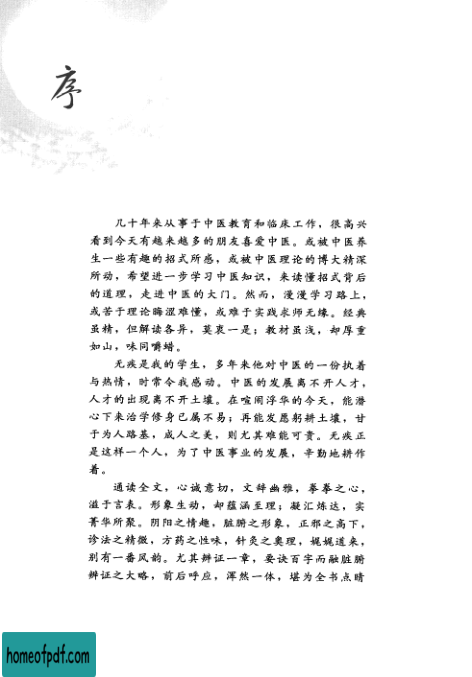 序
几十年来从事于中医教育和临床工作，很高兴
看到今天有越来越多的朋友喜爱中医。或被中医养
生一些有趣的招式所感，或被中医理论的博大精深
所动，希望进一步学习中医知识，来读懂招式背后
的道理，走进中医的大门。然而，漫漫学习路上，
或苦于理论晦涩难懂，或难于实践求师无缘。经典
虽精，但解读各异，莫衷一是；教材虽浅，却厚重
如山，味同嚼蜡。
无疾是我的学生，多年来他对中医的一份执着
与热情，时常令我感动。中医的发展离不开人才，
人才的出现离不开土壤。在喧闹浮华的今天，能潜
心下来治学修身已属不易；再能发愿躬耕土壤，甘
于为人路基，成人之美，则尤其难能可贵。无疾正
是这样一个人，为了中医事业的发展，辛勤地耕作
着。
通读全文，心诚意切，文辞幽雅，拳拳之心，
溢于言表。形象生动，却蕴涵至理；凝汇炼达，实
菁华所聚。阴阳之情趣，脏腑之形象，正邪之高下，
诊法之精微，方药之性味，针灸之奥理，娓娓道来，
别有一番风韵。尤其辨证一章，要诀百字而融脏腑
辨证之大略，前后呼应，浑然一体，堪为全书点睛
homeofpdf.com